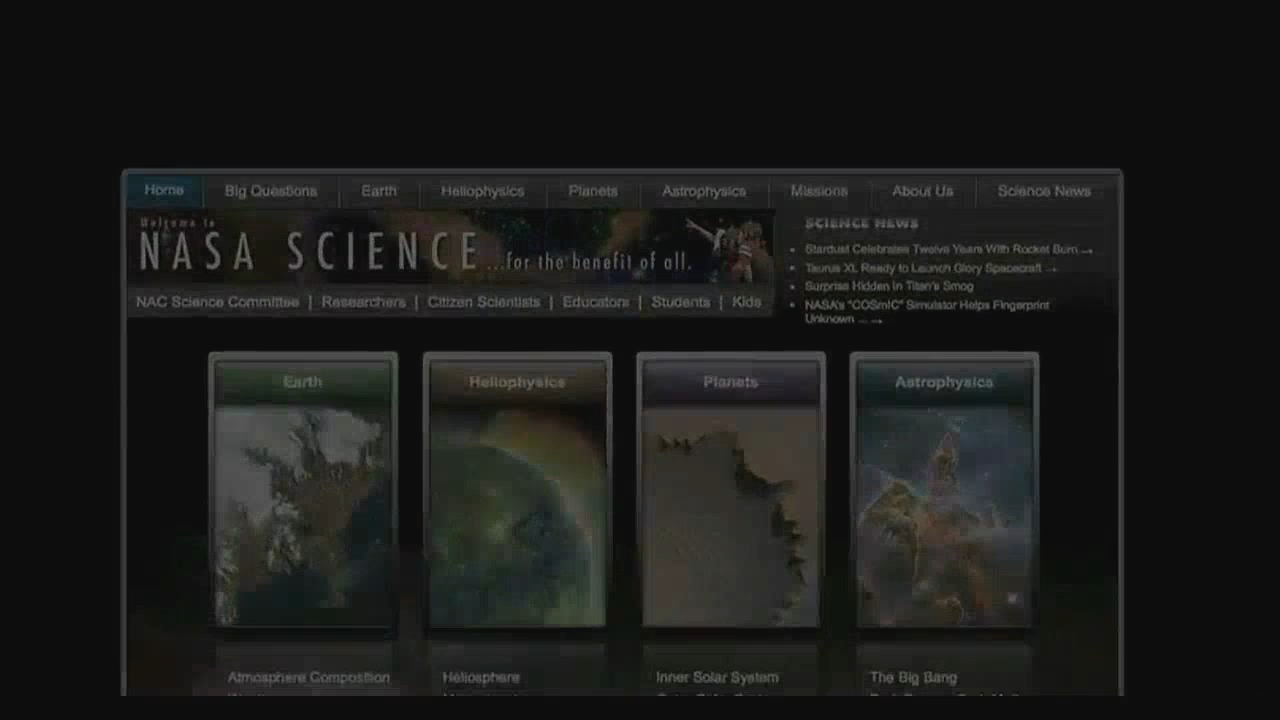 Home Big Questions Earth Heliophysics Planets Astrophysics Missions About Us Science News
Welcome to
NASA SCIENCE ...for the benefit of all.
NAC Science Committee | Researchers | Citizen Scientists | Educators | Students | Kids
SCIENCE NEWS
Stardust Celebrates Twelve Years With Rocket Burn →
Taurus XL Ready to Launch Glory Spacecraft →
Surprise Hidden in Titan's Smog
NASA's "COSmIC" Simulator Helps Fingerprint
Unknown ... →
Earth Heliophysics Planets Astrophysics
Atmosphere Composition Heliosphere Inner Solar System The Big Bang